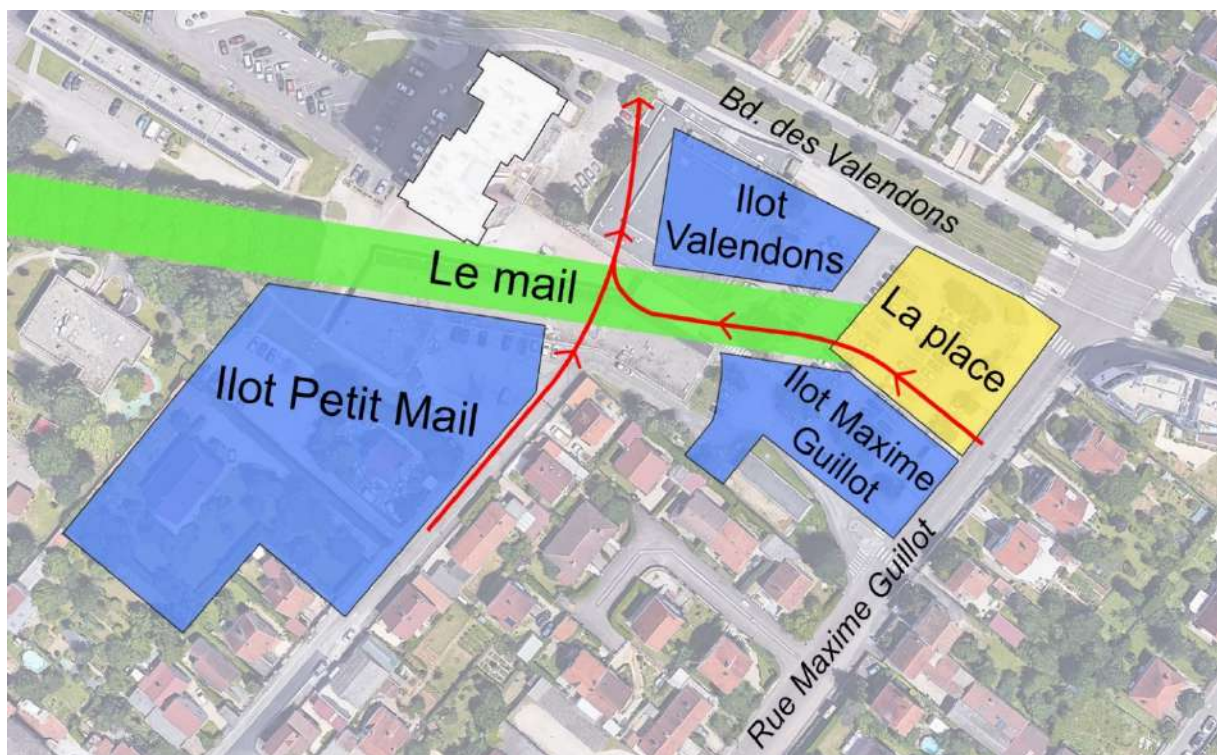 Bd. des Valendons
Ilot
Valendons
Le mail
La place
Ilot Petit Mail
Ilot Maxime
Guillot
Rue Maxime Guillot